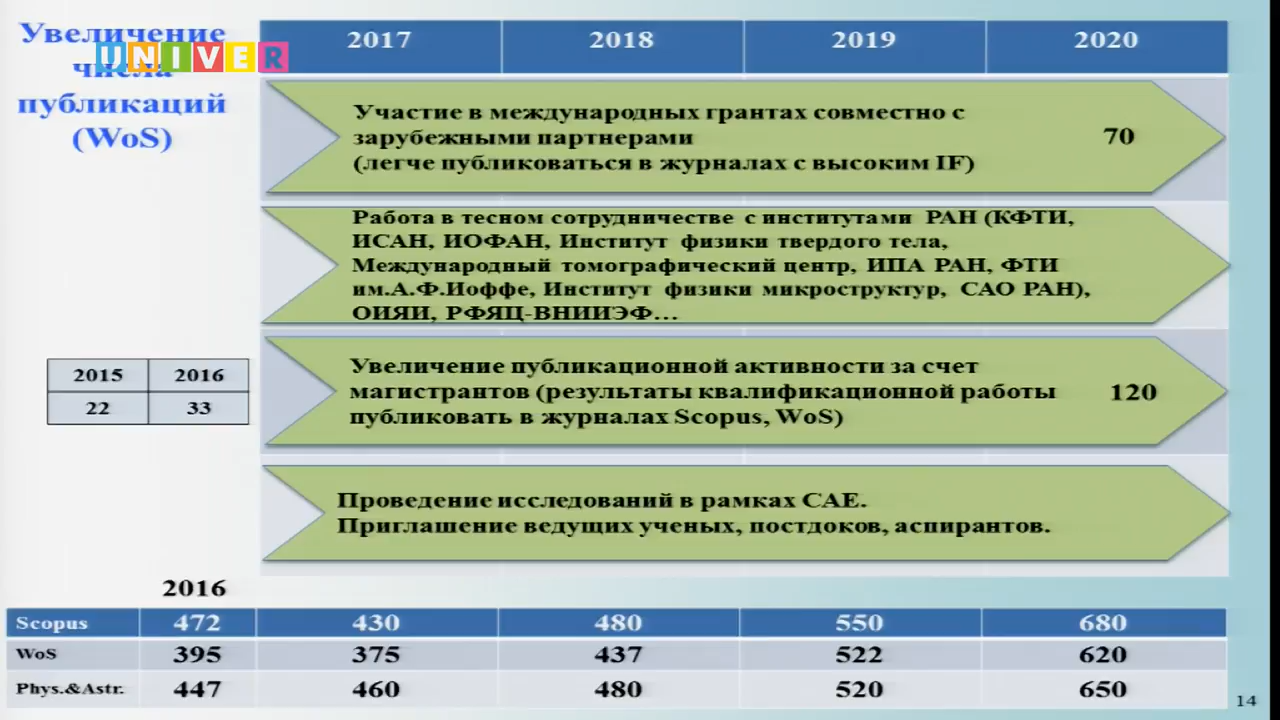 Увеличение
числа
публикаций
(WoS)
UNIVER
2017 2018 2019 2020
Участие в международных грантах совместно с
зарубежными партнерами
(легче публиковаться в журналах с высоким IF)
70
Работа в тесном сотрудничестве с институтами РАН (КФТИ,
ИСАН, ИОФАН, Институт физики твердого тела,
Международный томографический центр, ИПА РАН, ФТИ
им.А.Ф.Иоффе, Институт физики микроструктур, САО РАН),
ОИЯИ, РФЯЦ-ВНИИЭФ...
2015 2016
22 33
Увеличение публикационной активности за счет
магистрантов (результаты квалификационной работы
публиковать в журналах Scopus, WoS)
120
Проведение исследований в рамках САЕ.
Приглашение ведущих ученых, постдоков, аспирантов.
2016
Scopus 472 430 480 550 680
WoS 395 375 437 522 620
Phys.&Astr. 447 460 480 520 650
14